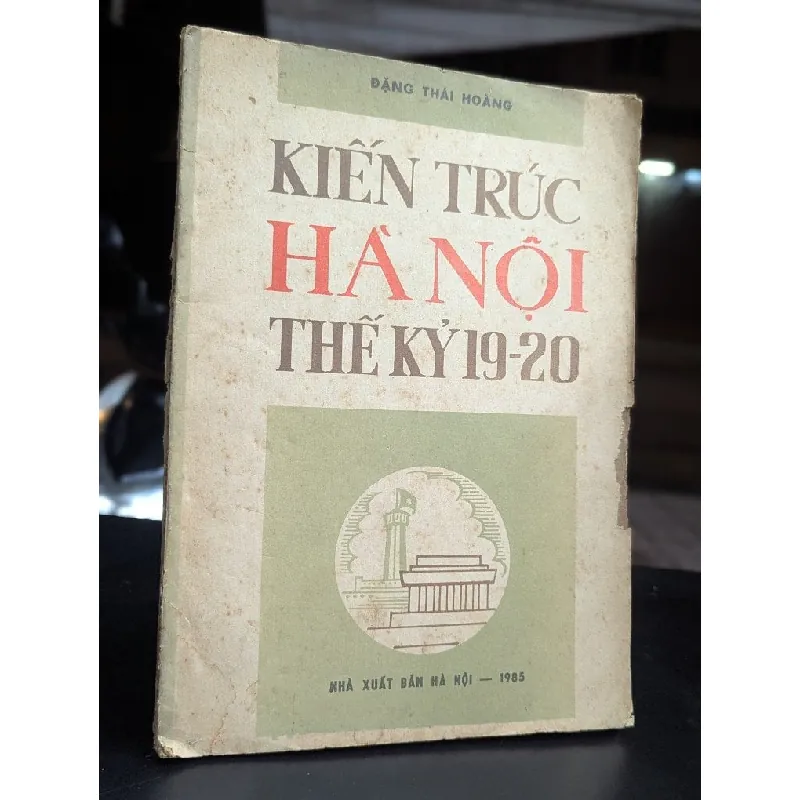 ĐẶNG THÁI HOÀNG
KIẾN TRÚC
HÀ NỘI
THẾ KỶ 19-20
NHÀ XUẤT BẢN HÀ NỘI — 1985